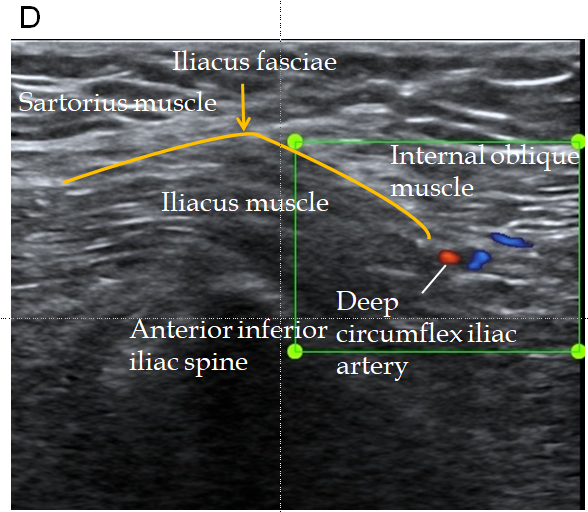 D
Iliacus fasciae
Sartorius muscle
Internal oblique
muscle
Iliacus muscle
Deep
circumflex iliac
artery
Anterior inferior
iliac spine